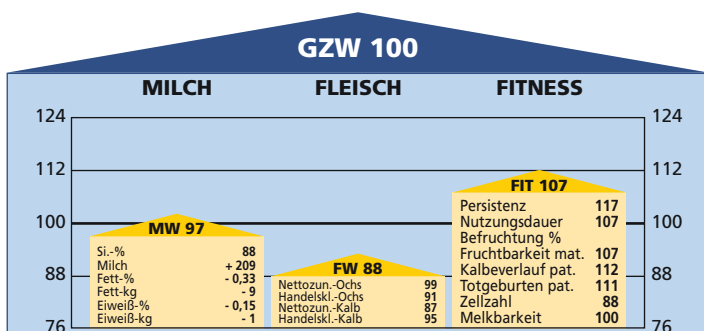 GZW 100
MILCH FLEISCH FITNESS
124 124
112 112
100 100
88 88
76 76
MW 97
Si.-% 88
Milch + 209
Fett-% - 0,33
Fett-kg - 9
Eiweiß-% - 0,15
Eiweiß-kg - 1
FW 88
Nettozun.-Ochs 99
Handelskl.-Ochs 91
Nettozun.-Kalb 87
Handelskl.-Kalb 95
FIT 107
Persistenz 117
Nutzungsdauer 107
Befruchtung %
Fruchtbarkeit mat. 107
Kalbeverlauf pat. 112
Totgeburten pat. 111
Zellzahl 88
Melkbarkeit 100